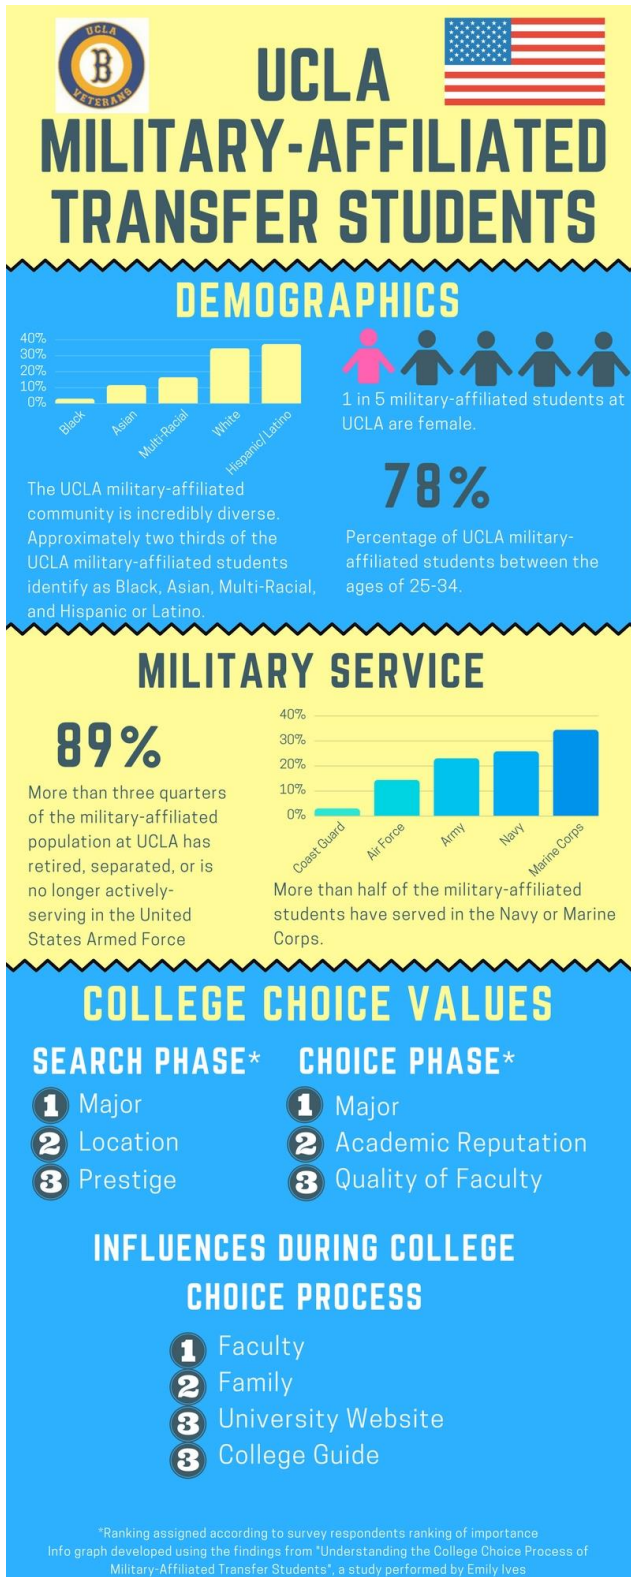 UCLA
B
VETERANS
UCLA
MILITARY-AFFILIATED
TRANSFER STUDENTS
DEMOGRAPHICS
40%
30%
20%
10%
0%
Black
Asian
Multi-Racial
White
Hispanic/ Latino
1 in 5 military-affiliated students at
UCLA are female.
The UCLA military-affiliated
community is incredibly diverse.
Approximately two thirds of the
UCLA military-affiliated students
identify as Black, Asian, Multi-Racial,
and Hispanic or Latino.
78%
Percentage of UCLA military-
affiliated students between the
ages of 25-34.
MILITARY SERVICE
89%
More than three quarters
of the military-affiliated
population at UCLA has
retired, separated, or is
no longer actively-
serving in the United
States Armed Force
40%
30%
20%
10%
0%
Coast Guard
Air Force
Army
Navy
Marine Corps
More than half of the military-affiliated
students have served in the Navy or Marine
Corps.
COLLEGE CHOICE VALUES
SEARCH PHASE*
1 Major
2 Location
3 Prestige
CHOICE PHASE*
1 Major
2 Academic Reputation
3 Quality of Faculty
INFLUENCES DURING COLLEGE
CHOICE PROCESS
1 Faculty
2 Family
3 University Website
3 College Guide
*Ranking assigned according to survey respondents ranking of importance
Info graph developed using the findings from "Understanding the College Choice Process of
Military-Affiliated Transfer Students", a study performed by Emily Ives